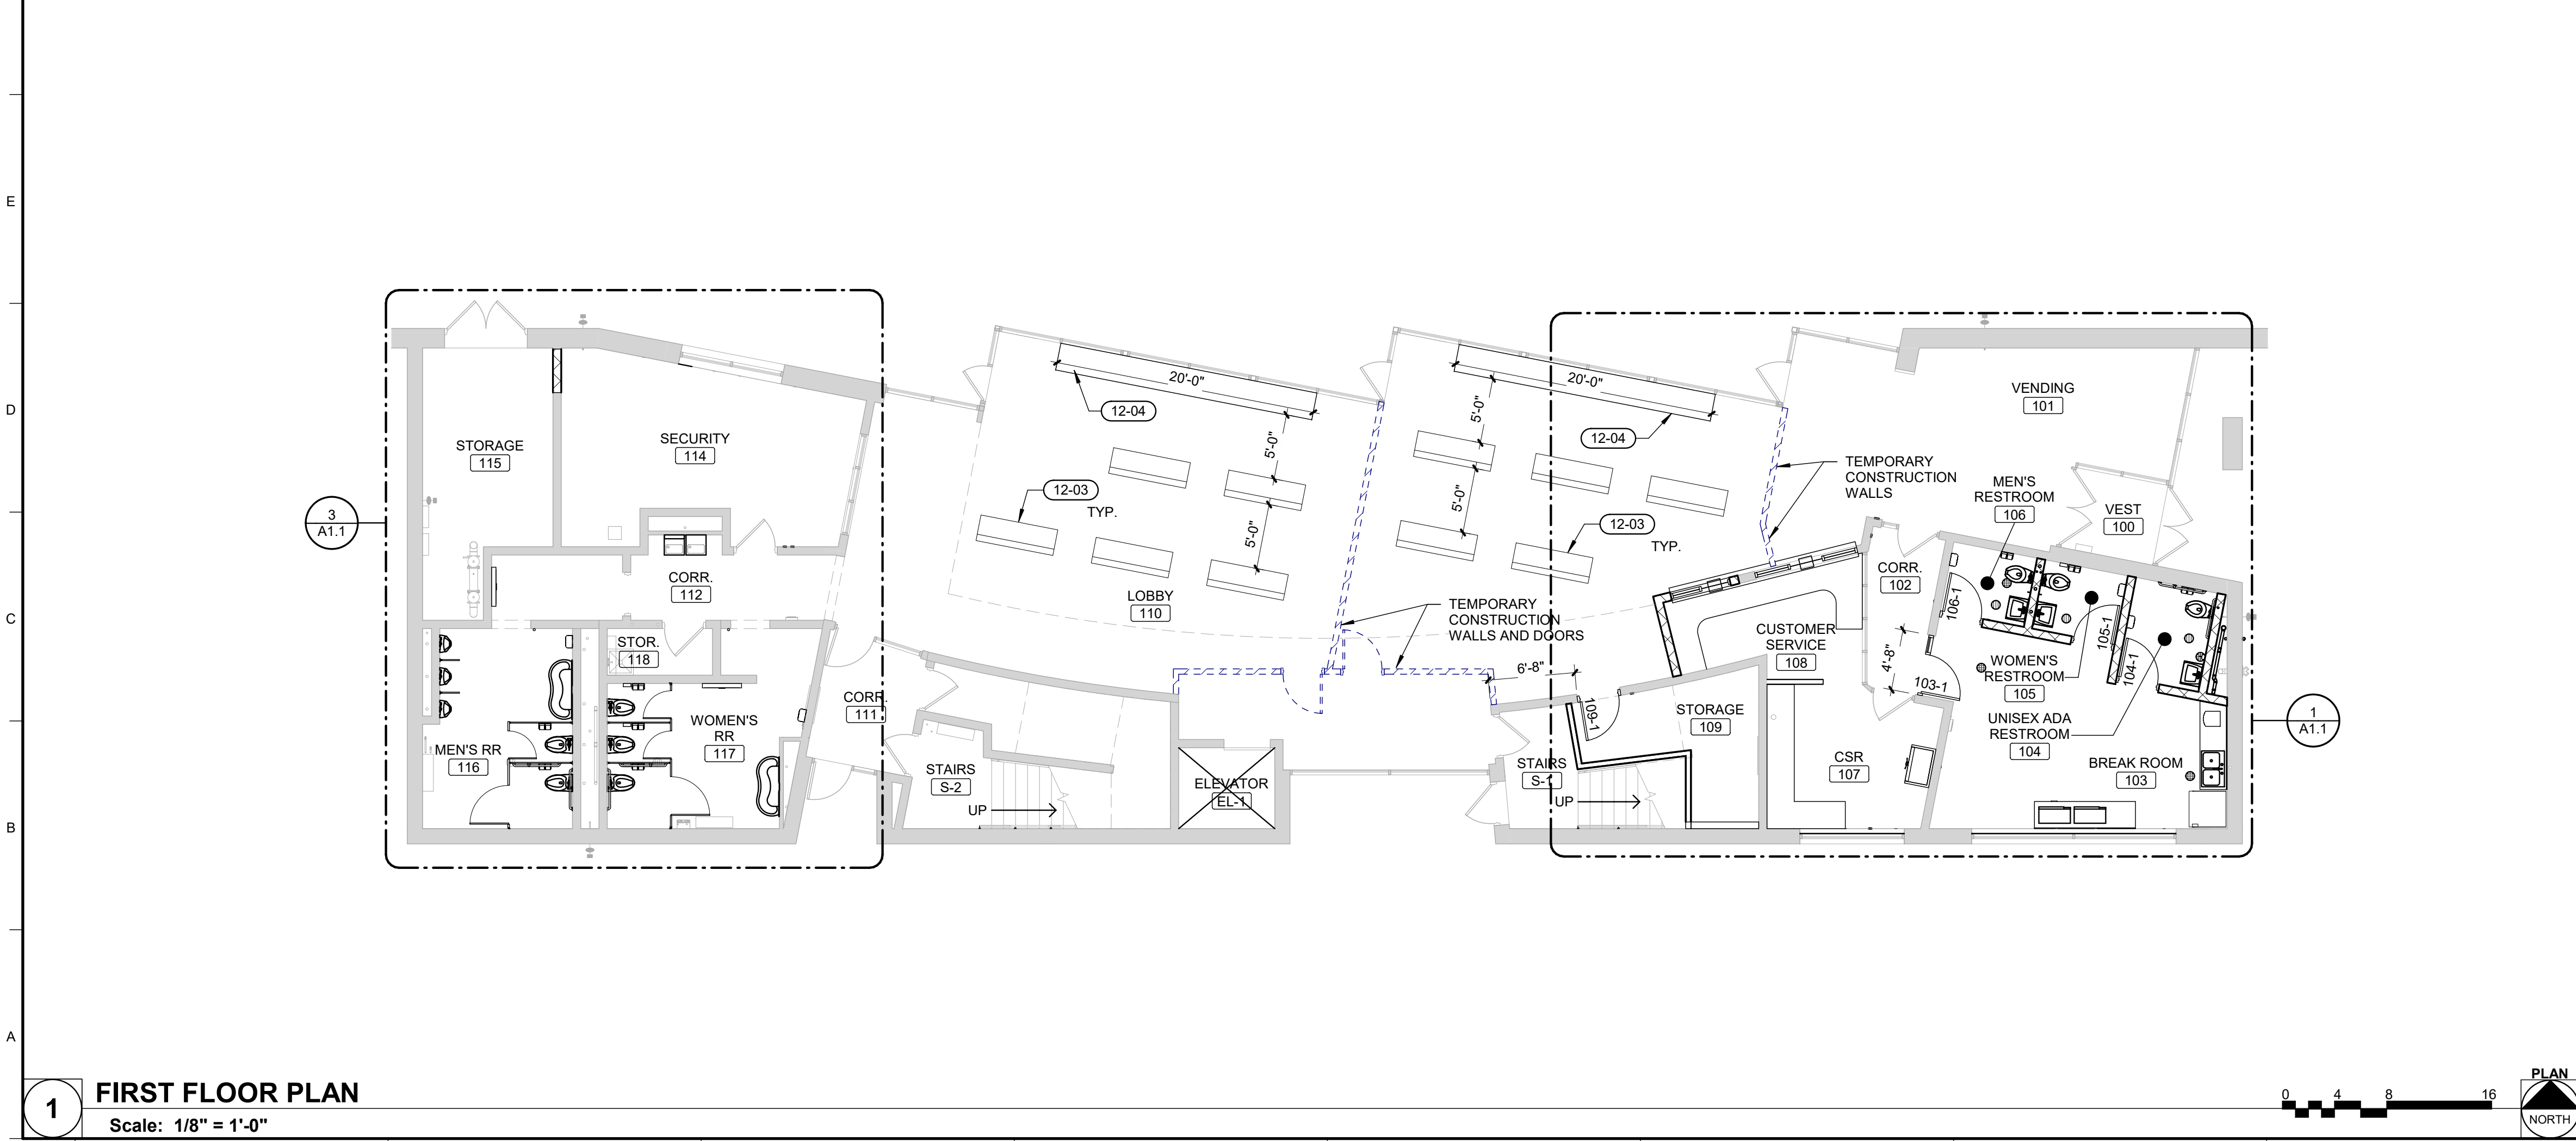 E
D
C
B
A
STORAGE
115
SECURITY
114
3
A1.1
CORR.
112
STOR.
118
MEN'S RR
116
WOMEN'S
RR
117
CORR.
111
STAIRS
S-2
UP
20'-0"
12-04
5'-0"
5'-0"
12-03
TYP.
LOBBY
110
ELEVATOR
EL-1
20'-0"
12-04
5'-0"
5'-0"
12-03
TYP.
TEMPORARY
CONSTRUCTION
WALLS AND DOORS
TEMPORARY
CONSTRUCTION
WALLS
6'-8"
109-1
STAIRS
S-1
UP
STORAGE
109
CUSTOMER
SERVICE
108
CSR
107
CORR.
102
4'-8"
103-1
106-1
105-1
104-1
VENDING
101
MEN'S
RESTROOM
106
VEST
100
WOMEN'S
RESTROOM
105
UNISEX ADA
RESTROOM
104
BREAK ROOM
103
1
A1.1
1
FIRST FLOOR PLAN
Scale: 1/8" = 1'-0"
0 4 8 16
PLAN
NORTH